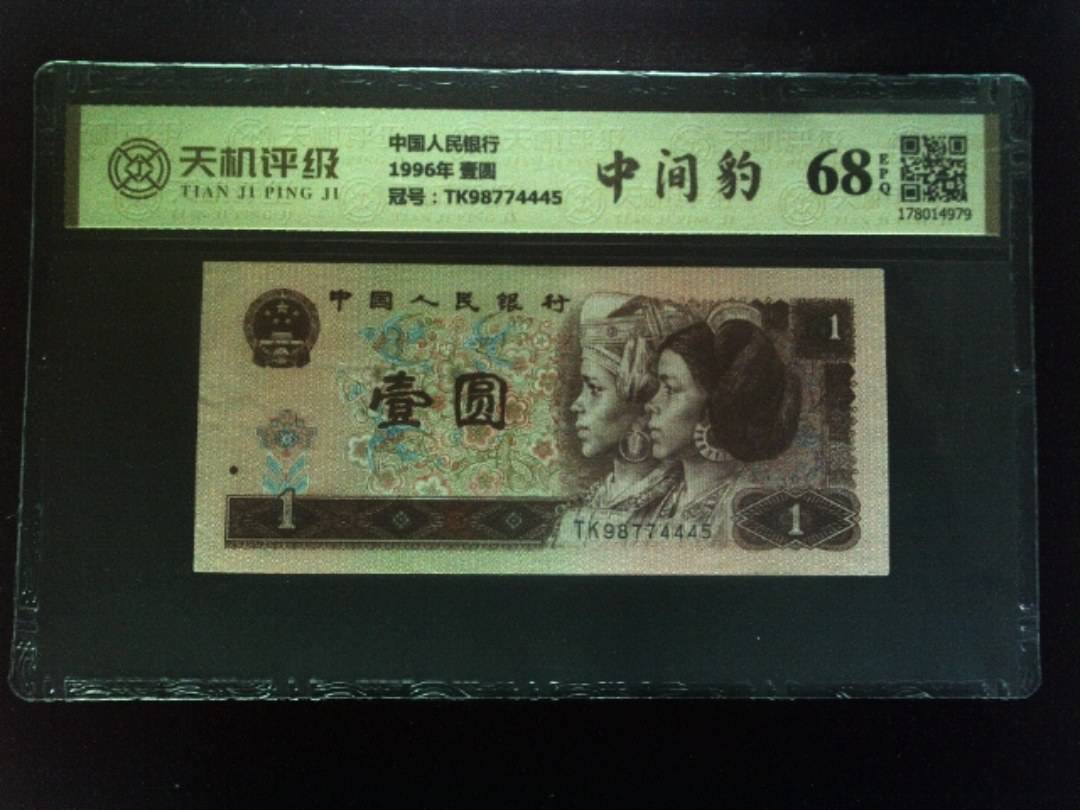 天机评级
TIAN JI PING JI
中国人民银行
1996年 壹圆
冠号：TK98774445
中间豹
68
EPQ
178014979
中国人民银行
壹圆
1
1
TK98774445
1